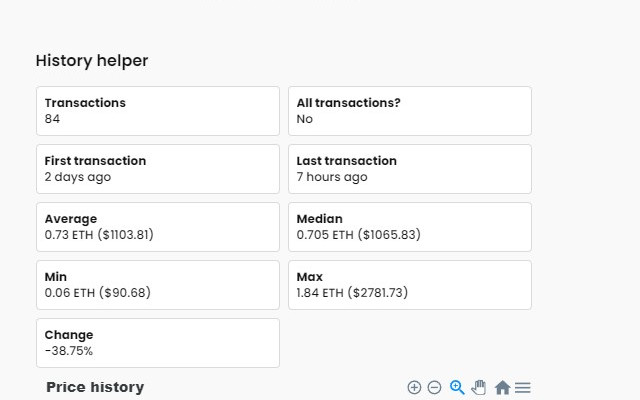 History helper
Transactions
84
All transactions?
No
First transaction
2 days ago
Last transaction
7 hours ago
Average
0.73 ETH ($1103.81)
Median
0.705 ETH ($1065.83)
Min
0.06 ETH ($90.68)
Max
1.84 ETH ($2781.73)
Change
-38.75%
Price history